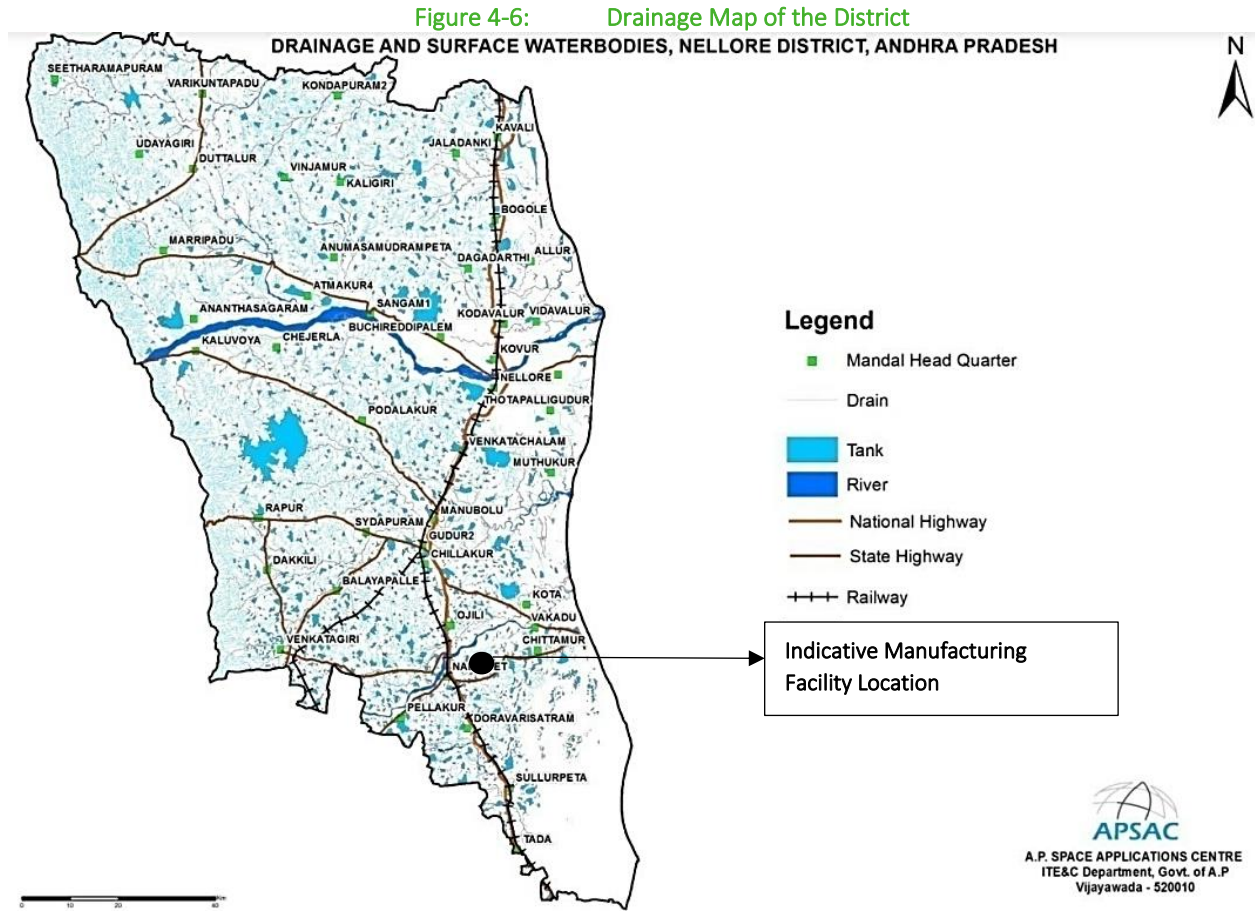 Figure 4-6: Drainage Map of the District
DRAINAGE AND SURFACE WATERBODIES, NELLORE DISTRICT, ANDHRA PRADESH
N
SEETHARAMAPURAM
VARIKUNTAPADU
KONDAPURAM2
KAVALI
UDAYAGIRI
DUTTALUR
JALADANKI
VINJAMUR
KALIGIRI
BOGOLE
MARRIPADU
ANUMASAMUDRAMPETA
DAGADARTHI
ALLUR
ATMAKUR4
ANANTHASAGARAM
SANGAM1
KODAVALUR
VIDAVALUR
BUCHIREDDIPALEM
KALUVOYA
CHEJERLA
KOVUR
NELLORE
THOTAPALLIGUDUR
PODALAKUR
VENKATACHALAM
MUTHUKUR
RAPUR
MANUBOLU
SYDAPURAM
GUDUR2
CHILLAKUR
DAKKILI
BALAYAPALLE
KOTA
OJILI
VAKADU
VENKATAGIRI
CHITTAMUR
PELLAKUR
DORAVARISATRAM
SULLURPETA
TADA
Legend
Mandal Head Quarter
Drain
Tank
River
National Highway
State Highway
Railway
Indicative Manufacturing
Facility Location
APSAC
A.P. SPACE APPLICATIONS CENTRE
ITE&C Department, Govt. of A.P
Vijayawada - 520010
0 10 20 40